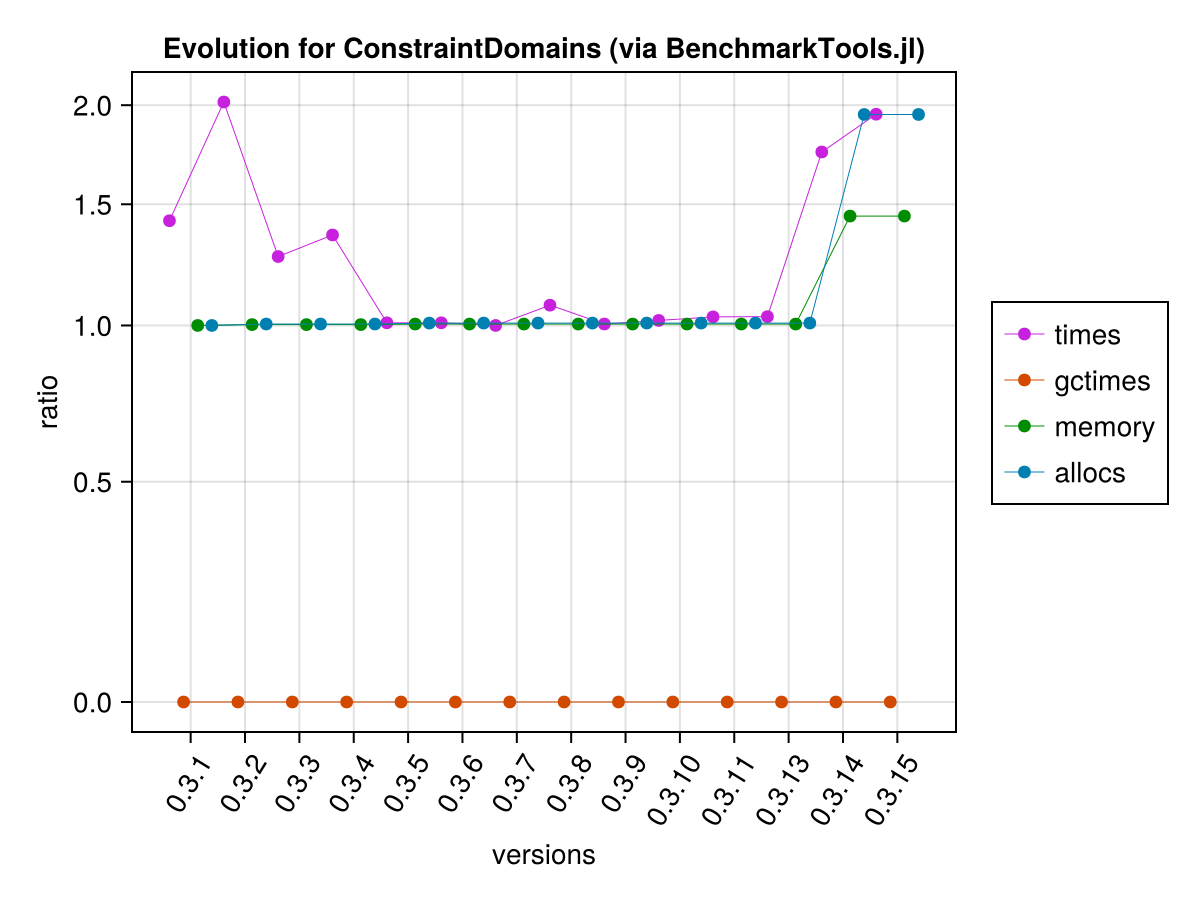 Evolution for ConstraintDomains (via BenchmarkTools.jl)
2.0
1.5
1.0
0.5
0.0
ratio
0.3.1
0.3.2
0.3.3
0.3.4
0.3.5
0.3.6
0.3.7
0.3.8
0.3.9
0.3.10
0.3.11
0.3.13
0.3.14
0.3.15
versions
times
gctimes
memory
allocs